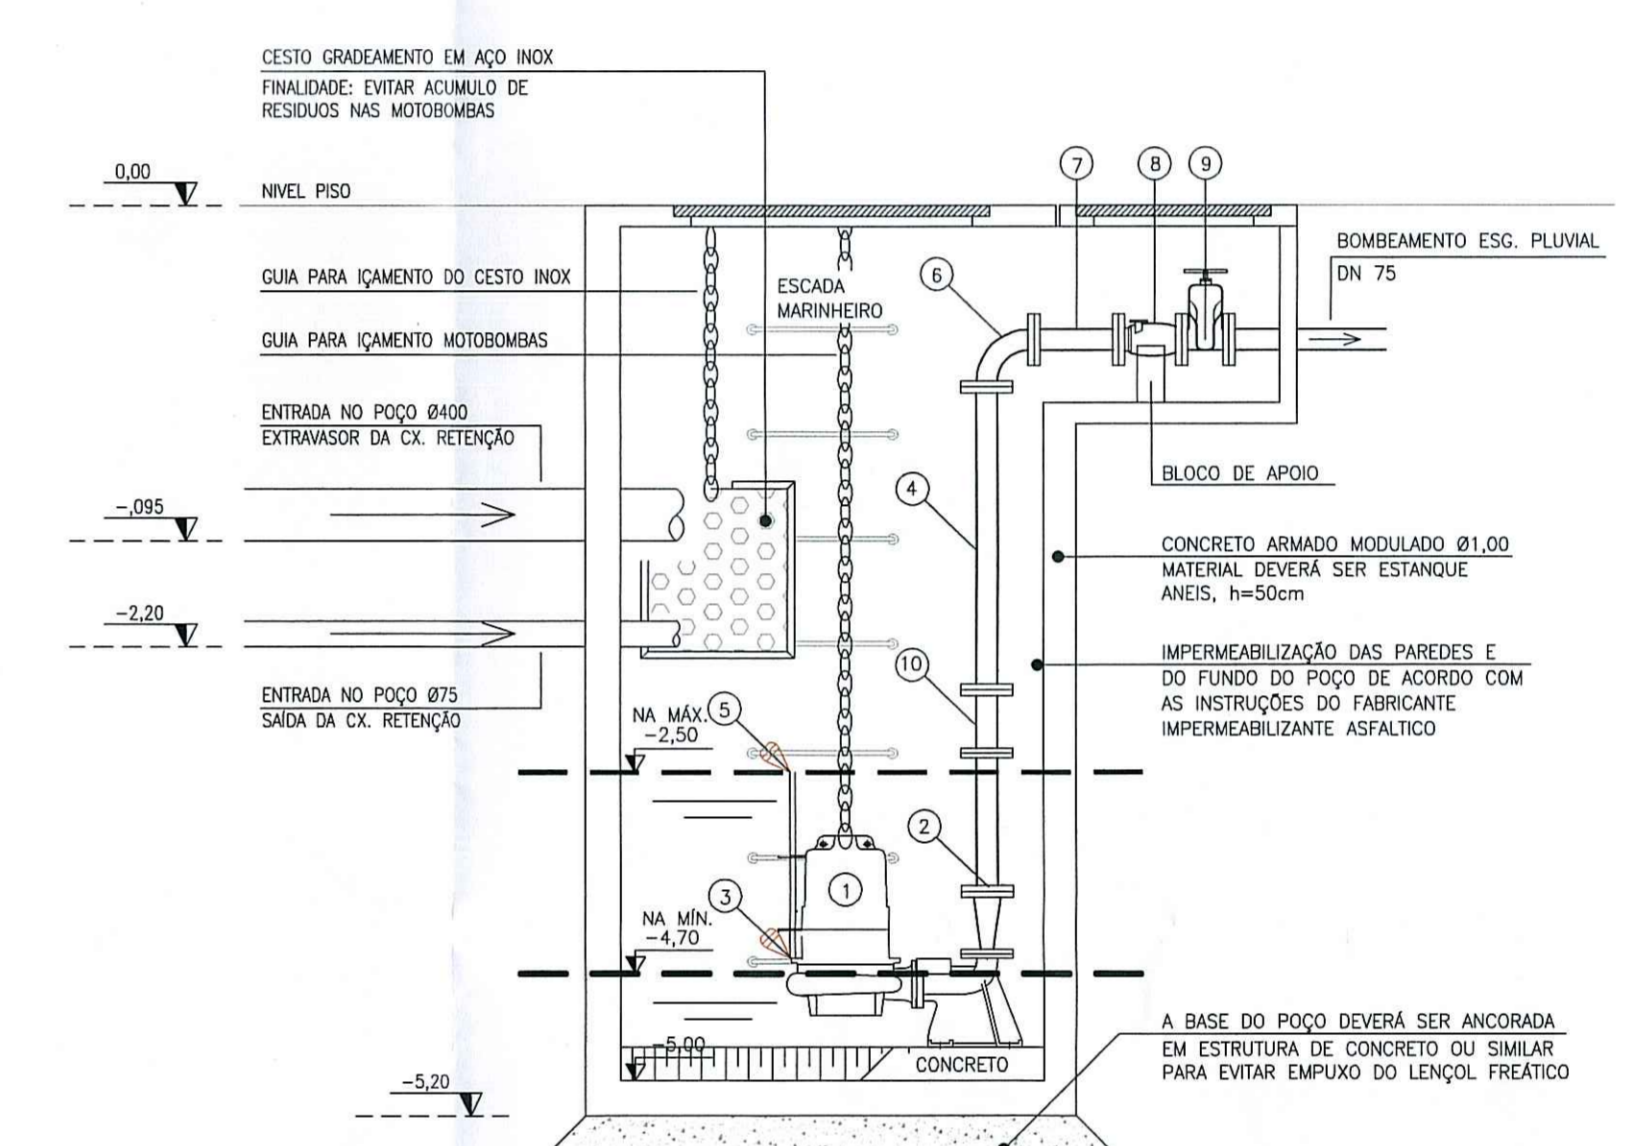 CESTO GRADEAMENTO EM AÇO INOX
FINALIDADE: EVITAR ACUMULO DE
RESIDUOS NAS MOTOBOMBAS
0,00
NIVEL PISO
7
8
9
BOMBEAMENTO ESG. PLUVIAL
DN 75
GUIA PARA IÇAMENTO DO CESTO INOX
ESCADA
MARINHEIRO
6
GUIA PARA IÇAMENTO MOTOBOMBAS
ENTRADA NO POÇO Ø400
EXTRAVASOR DA CX. RETENÇÃO
BLOCO DE APOIO
4
-,095
CONCRETO ARMADO MODULADO Ø1,00
MATERIAL DEVERÁ SER ESTANQUE
ANEIS, h=50cm
-2,20
10
IMPERMEABILIZAÇÃO DAS PAREDES E
DO FUNDO DO POÇO DE ACORDO COM
AS INSTRUÇÕES DO FABRICANTE
IMPERMEABILIZANTE ASFALTICO
ENTRADA NO POÇO Ø75
SAÍDA DA CX. RETENÇÃO
NA MÁX.
-2,50
5
2
1
3
NA MÍN.
-4,70
-5,00
CONCRETO
A BASE DO POÇO DEVERÁ SER ANCORADA
EM ESTRUTURA DE CONCRETO OU SIMILAR
PARA EVITAR EMPUXO DO LENÇOL FREÁTICO
-5,20